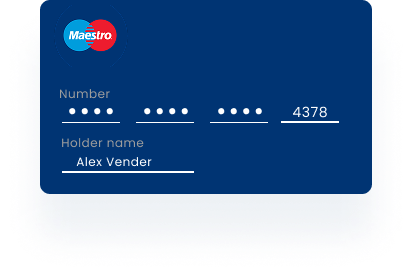 Maestro
Number
•••• •••• •••• 4378
Holder name
Alex Vender